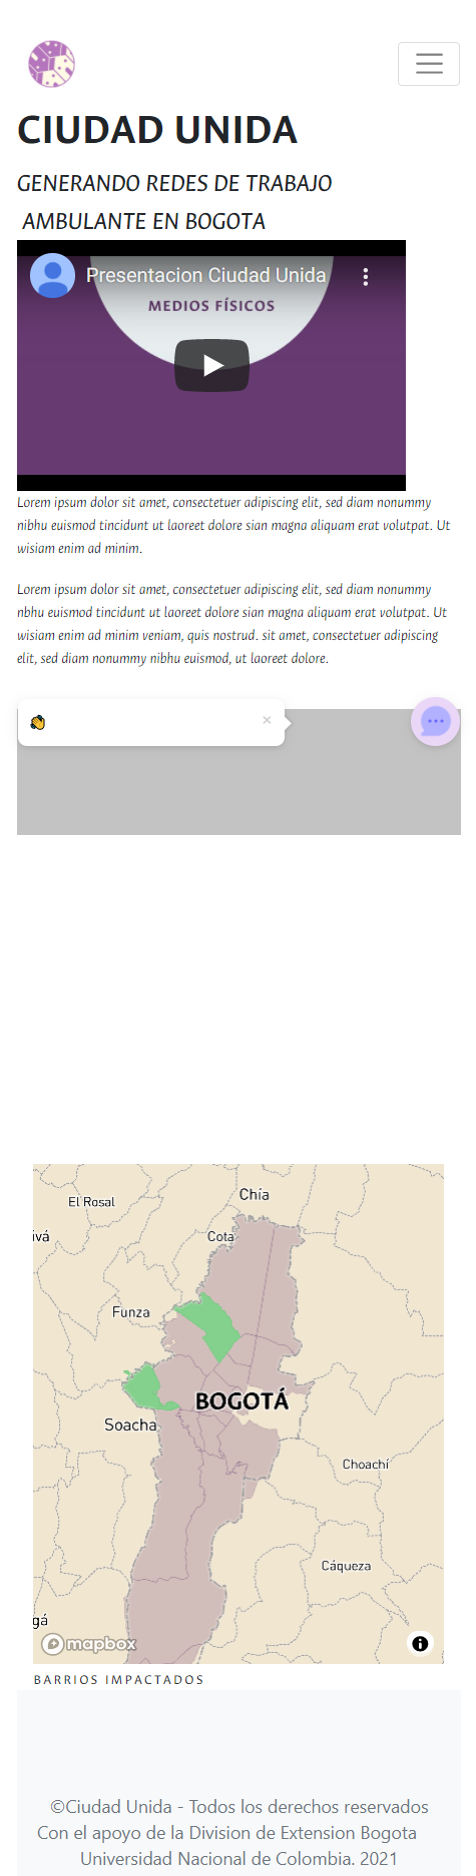 CIUDAD UNIDA
GENERANDO REDES DE TRABAJO
AMBULANTE EN BOGOTA
Presentacion Ciudad Unida
MEDIOS FÍSICOS
Lorem ipsum dolor sit amet, consectetuer adipiscing elit, sed diam nonummy
nibhu euismod tincidunt ut laoreet dolore sian magna aliquam erat volutpat. Ut
wisiam enim ad minim.
Lorem ipsum dolor sit amet, consectetuer adipiscing elit, sed diam nonummy
nbhu euismod tincidunt ut laoreet dolore sian magna aliquam erat volutpat. Ut
wisiam enim ad minim veniam, quis nostrud. sit amet, consectetuer adipiscing
elit, sed diam nonummy nibhu euismod, ut laoreet dolore.
Chía
El Rosal
ivá
Cota
Funza
BOGOTÁ
Soacha
Choachí
Cáqueza
gá
mapbox
BARRIOS IMPACTADOS
©Ciudad Unida - Todos los derechos reservados
Con el apoyo de la Division de Extension Bogota
Universidad Nacional de Colombia. 2021